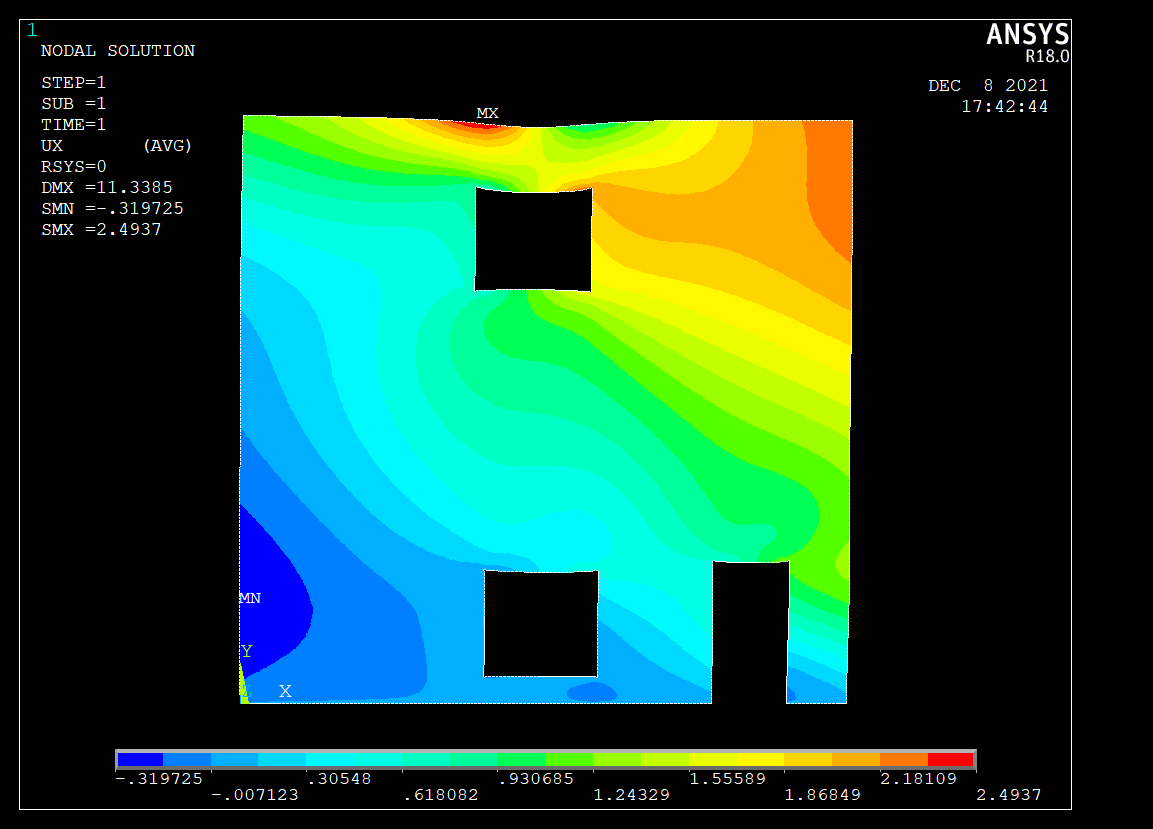 1
ANSYS
R18.0
NODAL SOLUTION
STEP=1
SUB =1
TIME=1
UX (AVG)
RSYS=0
DMX =11.3385
SMN =-.319725
SMX =2.4937
DEC 8 2021
17:42:44
MX
MN
Y
X
-.319725 .30548 .930685 1.55589 2.18109
-.007123 .618082 1.24329 1.86849 2.4937